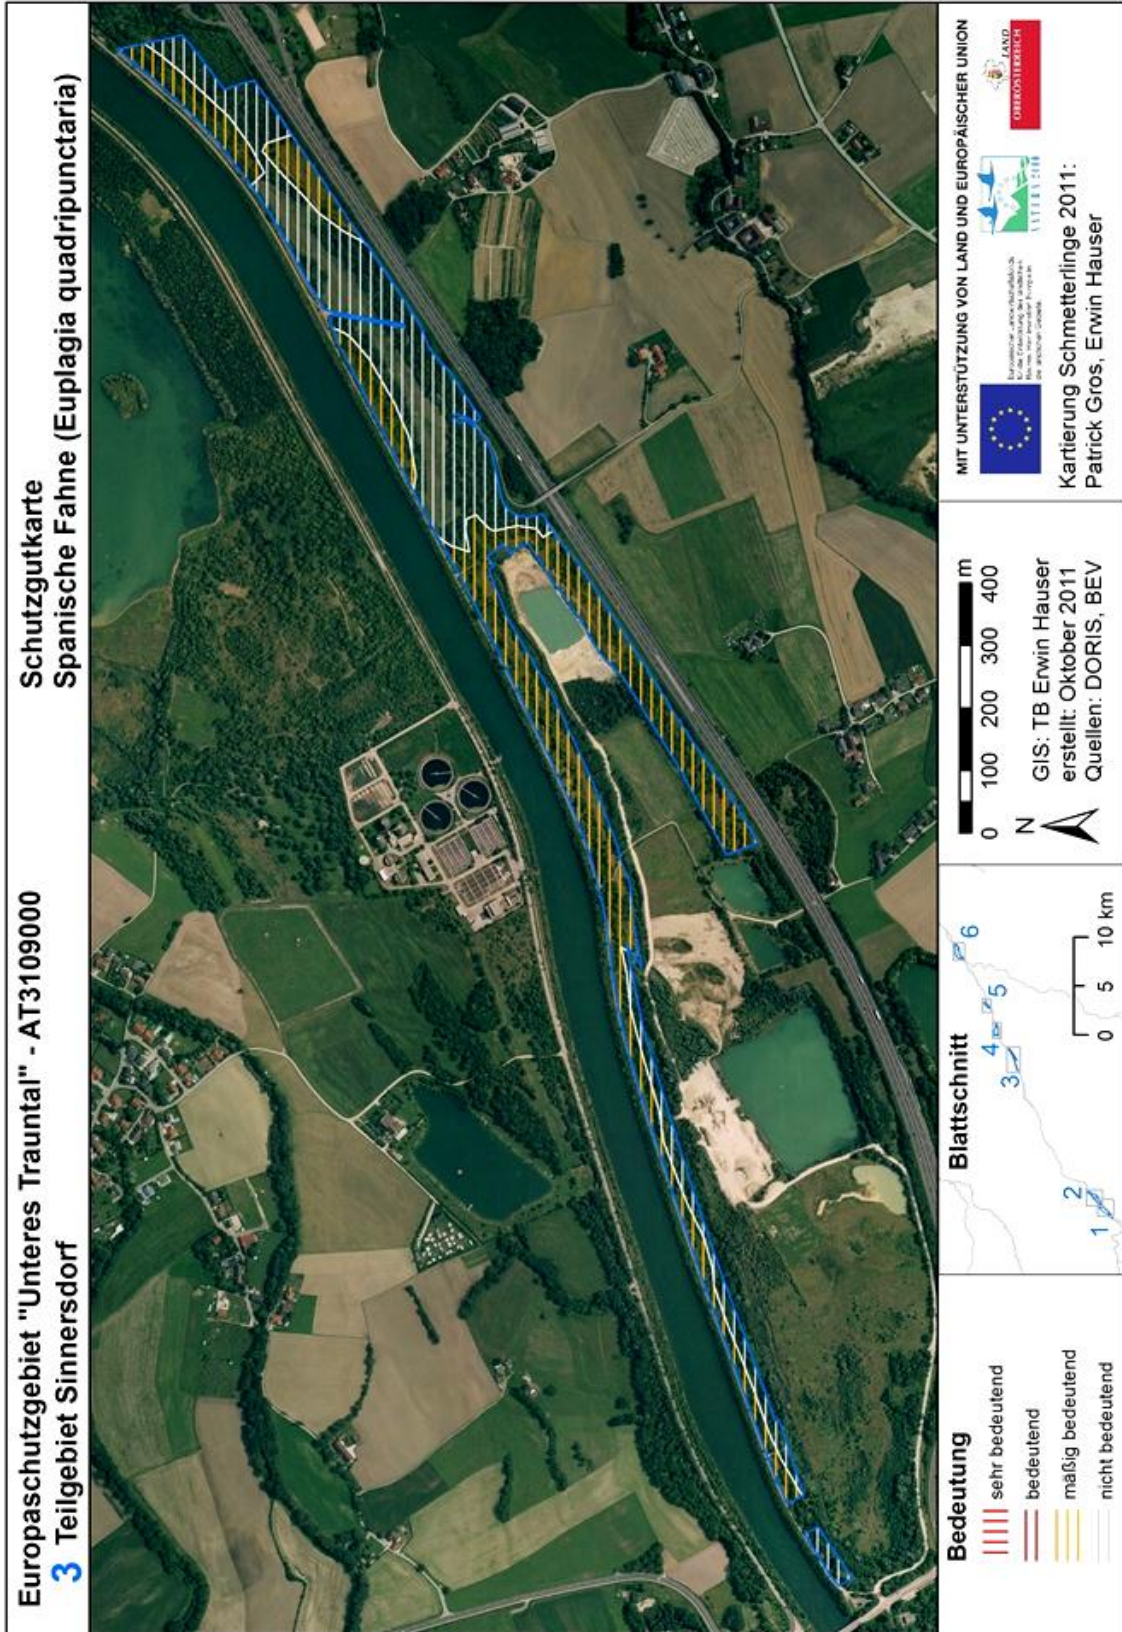 Europaschutzgebiet "Unteres Trauntal" - AT3109000
3 Teilgebiet Sinnersdorf
Schutzgutkarte
Spanische Fahne (Euplagia quadripunctaria)
Bedeutung
sehr bedeutend
bedeutend
mäßig bedeutend
nicht bedeutend
Blattschnitt
1
2
3
4
5
6
0 5 10 km
0 100 200 300 400 m
N
GIS: TB Erwin Hauser
erstellt: Oktober 2011
Quellen: DORIS, BEV
MIT UNTERSTÜTZUNG VON LAND UND EUROPÄISCHER UNION
LAND
OBERÖSTERREICH
Kartierung Schmetterlinge 2011:
Patrick Gros, Erwin Hauser